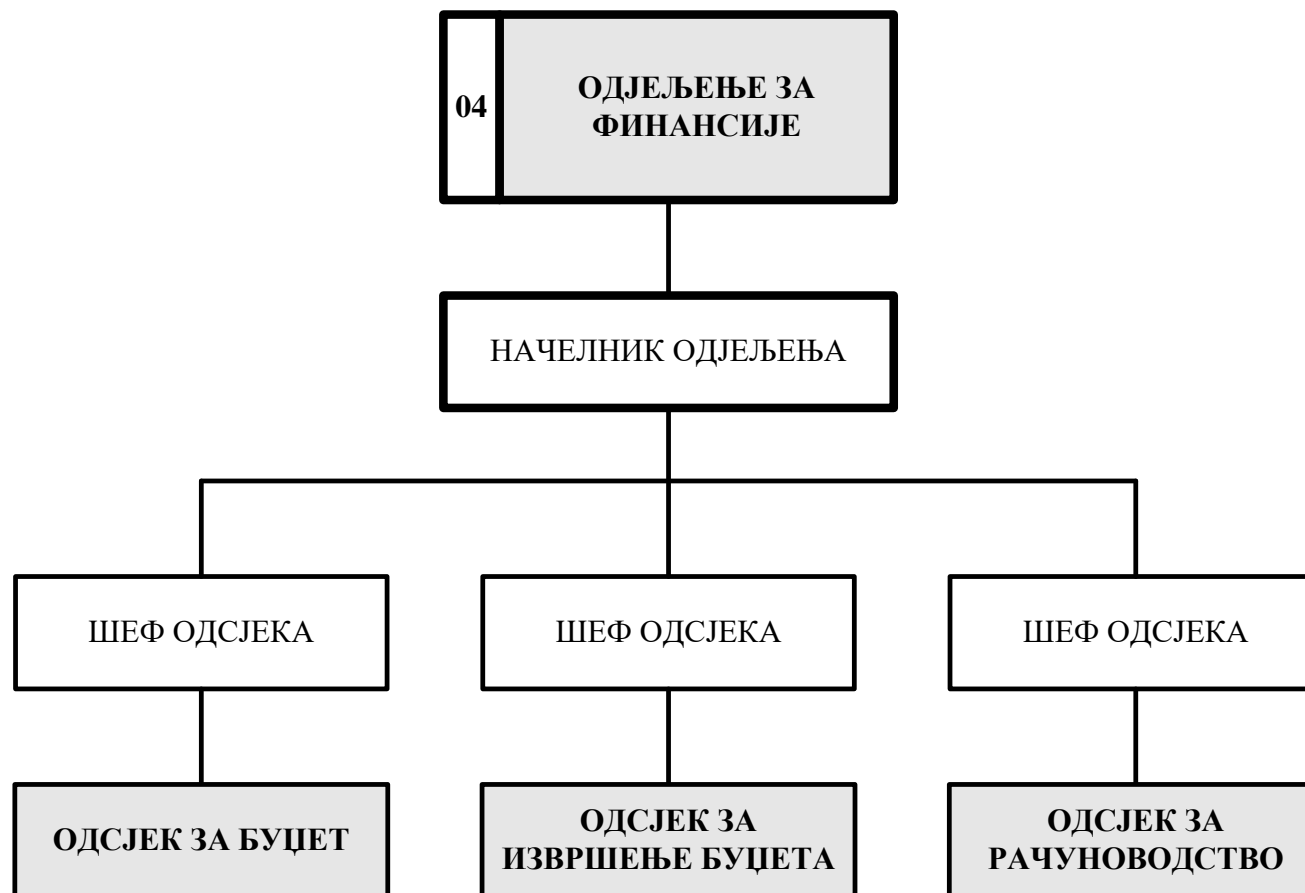 04
ОДЈЕЉЕЊЕ ЗА
ФИНАНСИЈЕ
НАЧЕЛНИК ОДЈЕЉЕЊА
ШЕФ ОДСЈЕКА
ШЕФ ОДСЈЕКА
ШЕФ ОДСЈЕКА
ОДСЈЕК ЗА БУЏЕТ
ОДСЈЕК ЗА
ИЗВРШЕЊЕ БУЏЕТА
ОДСЈЕК ЗА
РАЧУНОВОДСТВО